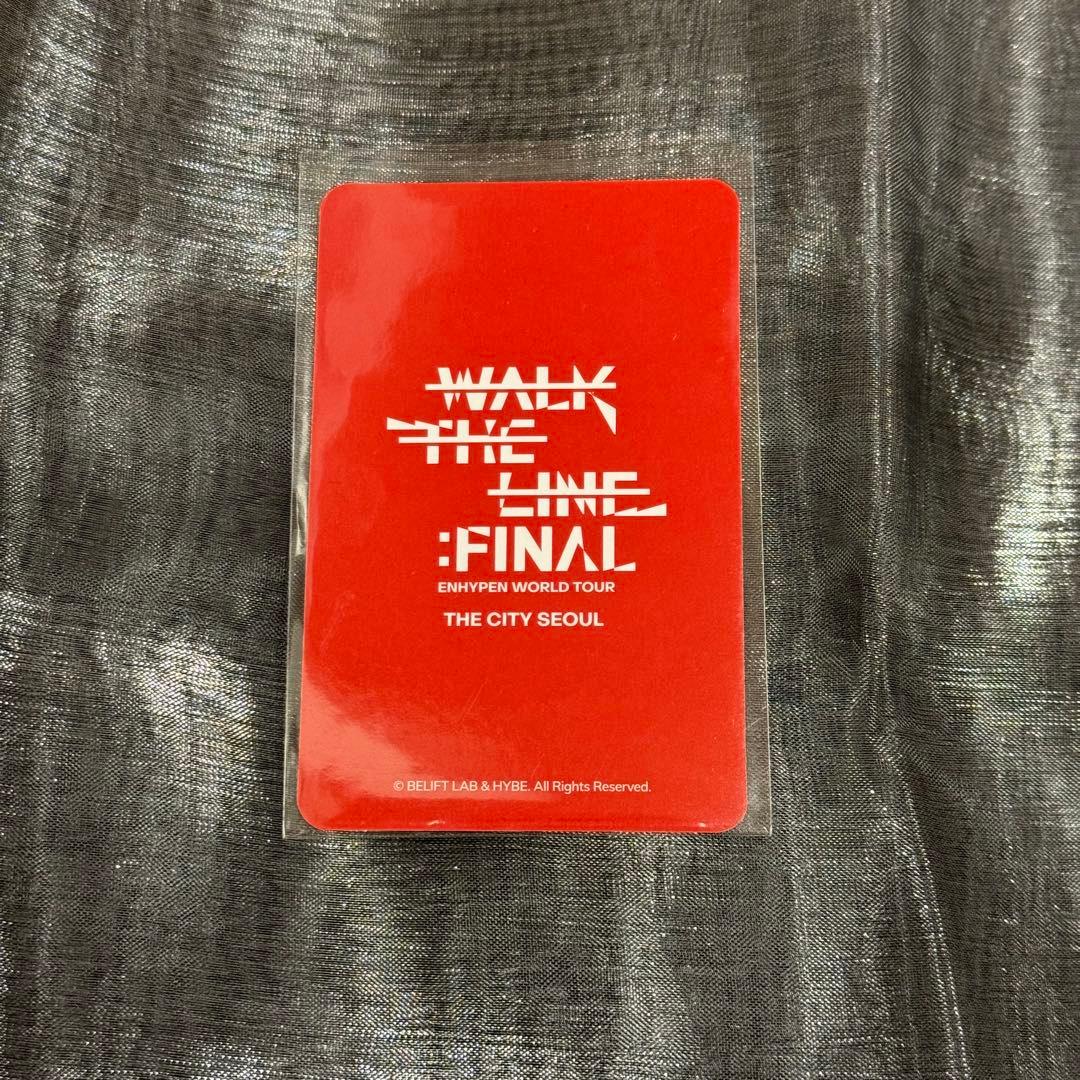 WALK
THE
LINE
:FINAL
ENHYPEN WORLD TOUR
THE CITY SEOUL
© BELIFT LAB & HYBE. All Rights Reserved.